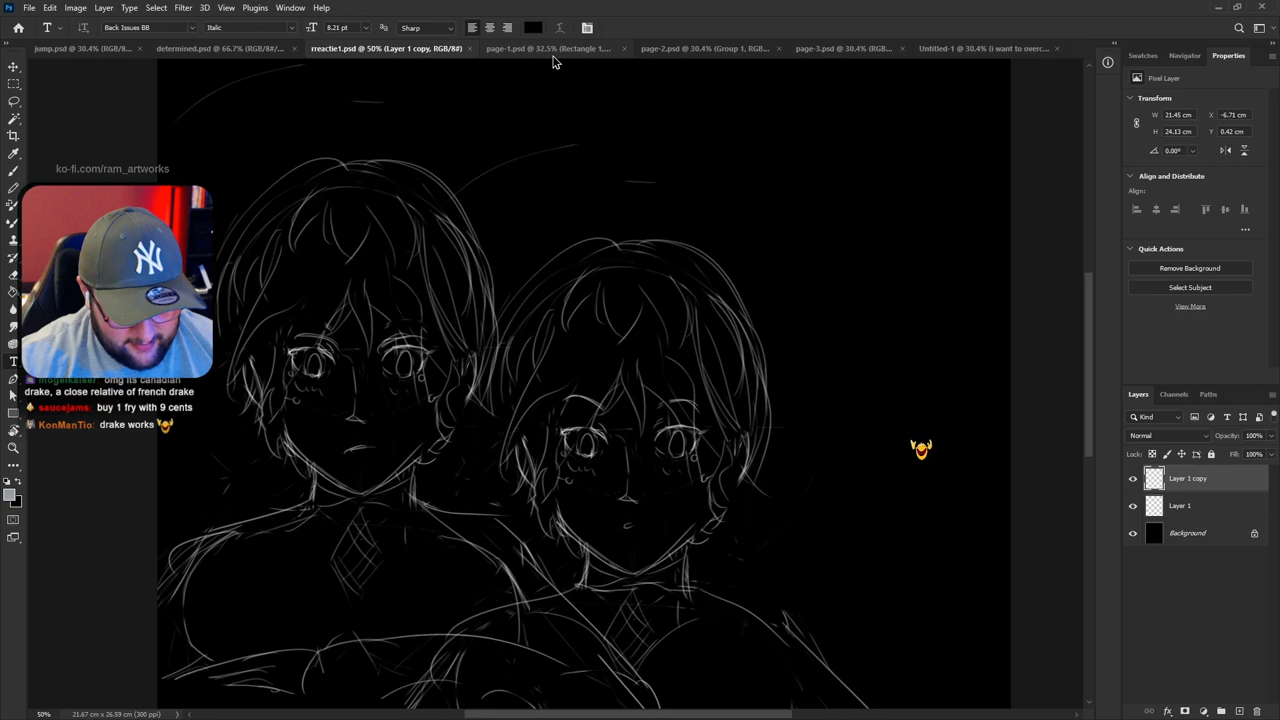 File Edit Image Layer Type Select Filter 3D View Plugins Window Help
Back Issues BB Italic 8.21 pt Sharp
jump.psd @ 30.4% (RGB/8... determined.psd @ 66.7% (RGB/8#/... rreactie1.psd @ 50% (Layer 1 copy, RGB/8#) page-1.psd @ 32.5% (Rectangle 1,... page-2.psd @ 30.4% (Group 1, RGB/... page-3.psd @ 30.4% (RGB... Untitled-1 @ 30.4% (i want to overc...
Swatches Navigator Properties
Pixel Layer
Transform
W 21.45 cm X -6.71 cm
H 24.13 cm Y 0.42 cm
0.00°
Align and Distribute
Align:
Quick Actions
Remove Background
Select Subject
View More
ko-fi.com/ram_artworks
NY
mogelkaiser: omg its canadian
drake, a close relative of french drake
saucejams: buy 1 fry with 9 cents
KonManTio: drake works
Layers Channels Paths
Kind
Normal Opacity: 100%
Lock: Fill: 100%
Layer 1 copy
Layer 1
Background
50% 21.67 cm x 26.59 cm (300 ppi)